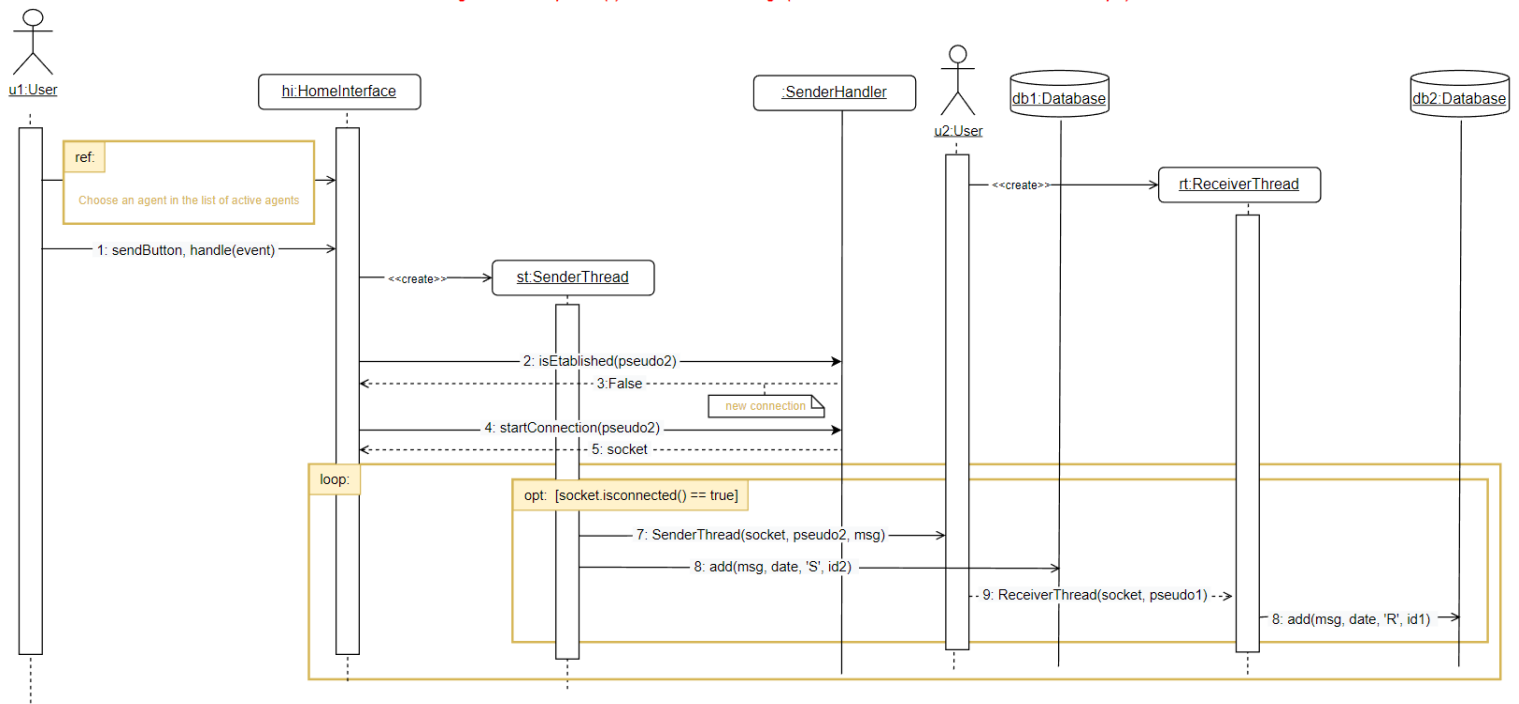 u1:User
hi:HomeInterface
:SenderHandler
u2:User
db1:Database
db2:Database
ref:
Choose an agent in the list of active agents
<<create>>
rt:ReceiverThread
1: sendButton, handle(event)
<<create>>
st:SenderThread
2: isEtablished(pseudo2)
3:False
new connection
4: startConnection(pseudo2)
5: socket
loop:
opt: [socket.isconnected() == true]
7: SenderThread(socket, pseudo2, msg)
8: add(msg, date, 'S', id2)
9: ReceiverThread(socket, pseudo1)
8: add(msg, date, 'R', id1)